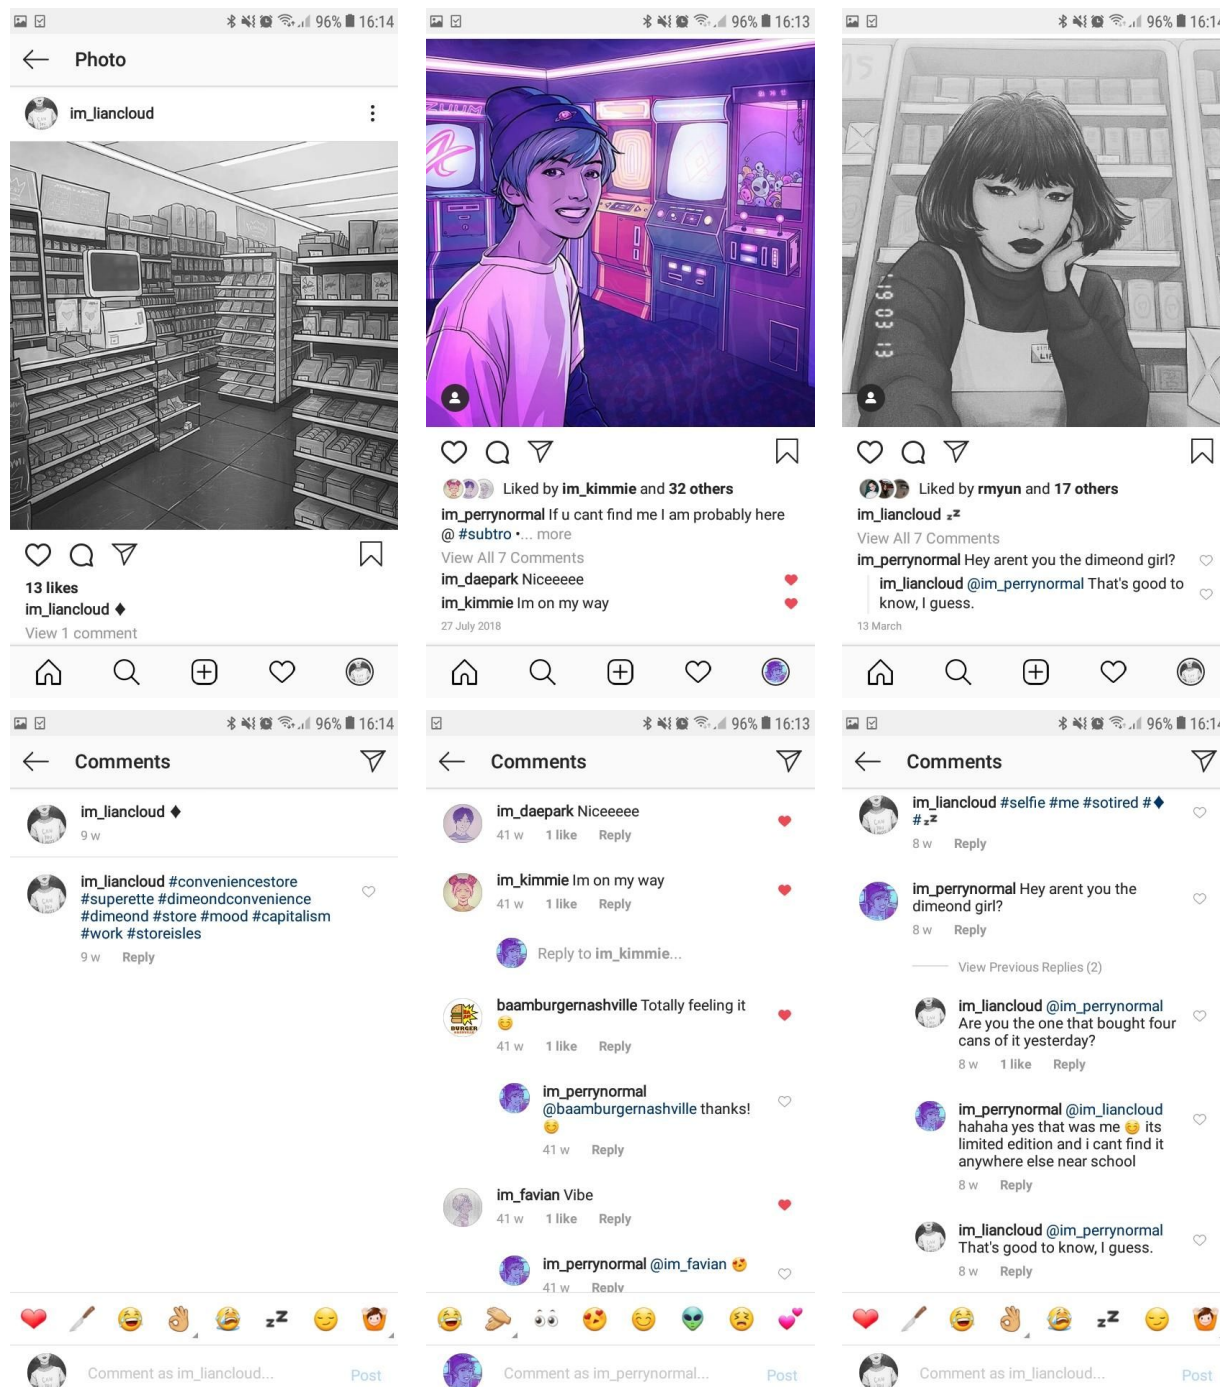 96% 16:14
Photo
im_liancloud
13 likes
im_liancloud ♦
View 1 comment
96% 16:13
Liked by im_kimmie and 32 others
im_perrynormal If u cant find me I am probably here
@ #subtro •... more
View All 7 Comments
im_daepark Niceeeee
im_kimmie Im on my way
27 July 2018
96% 16:14
13 03 19
Liked by rmyun and 17 others
im_liancloud 💤
View All 7 Comments
im_perrynormal Hey arent you the dimeond girl?
im_liancloud @im_perrynormal That's good to
know, I guess.
13 March
96% 16:14
Comments
im_liancloud ♦
9 w
im_liancloud #conveniencestore
#superette #dimeondconvenience
#dimeond #store #mood #capitalism
#work #storeisles
9 w Reply
Comment as im_liancloud... Post
96% 16:13
Comments
im_daepark Niceeeee
41 w 1 like Reply
im_kimmie Im on my way
41 w 1 like Reply
Reply to im_kimmie...
BURGER
baamburgernashville Totally feeling it
😊
41 w 1 like Reply
im_perrynormal
@baamburgernashville thanks!
😊
41 w Reply
im_favian Vibe
41 w 1 like Reply
im_perrynormal @im_favian 😍
41 w Reply
Comment as im_perrynormal... Post
96% 16:14
Comments
im_liancloud #selfie #me #sotired #♦
#💤
8 w Reply
im_perrynormal Hey arent you the
dimeond girl?
8 w Reply
View Previous Replies (2)
im_liancloud @im_perrynormal
Are you the one that bought four
cans of it yesterday?
8 w 1 like Reply
im_perrynormal @im_liancloud
hahaha yes that was me 😊 its
limited edition and i cant find it
anywhere else near school
8 w Reply
im_liancloud @im_perrynormal
That's good to know, I guess.
8 w Reply
Comment as im_liancloud... Post